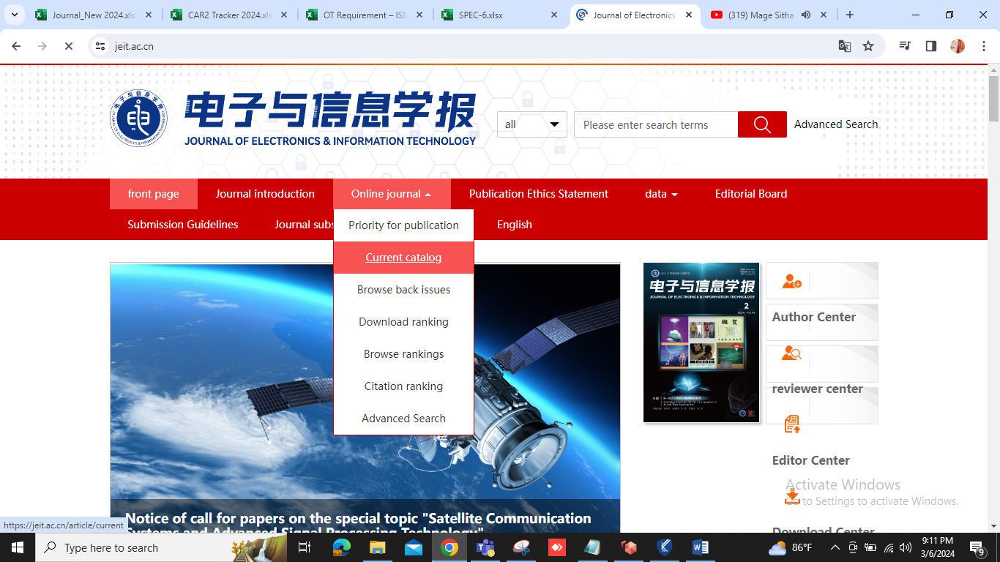 Journal_New 2024.xls
CAR2 Tracker 2024.xls
OT Requirement – ISM
SPEC-6.xlsx
Journal of Electronics
(319) Mage Sitha
jeit.ac.cn
电子与信息学报
JOURNAL OF ELECTRONICS & INFORMATION TECHNOLOGY
all
Please enter search terms
Advanced Search
front page
Journal introduction
Online journal
Publication Ethics Statement
data
Editorial Board
Submission Guidelines
Journal subs
English
Priority for publication
Current catalog
Browse back issues
Download ranking
Browse rankings
Citation ranking
Advanced Search
电子与信息学报
JOURNAL OF ELECTRONICS & INFORMATION TECHNOLOGY
2
Author Center
reviewer center
Editor Center
Download Center
Notice of call for papers on the special topic "Satellite Communication
Systems and Advanced Signal Processing Technology"
Activate Windows
Go to Settings to activate Windows.
https://jeit.ac.cn/article/current
Type here to search
86°F
9:11 PM
3/6/2024
9